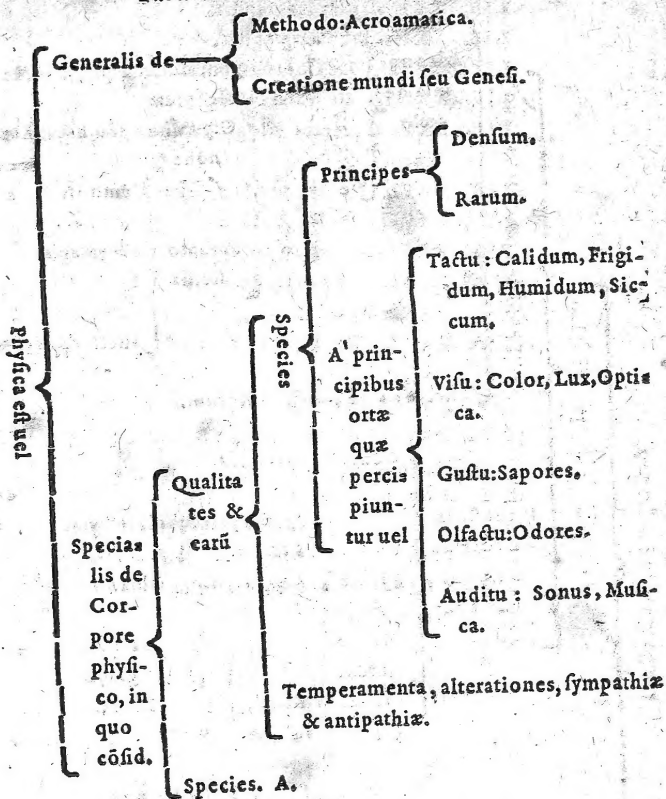 Methodo:Acroamatica.
Generalis de
Creatione mundi ſeu Geneſi.
Phyſica eſt uel
Denſum.
Principes
Rarum.
Species
Tactu: Calidum, Frigi-
dum, Humidum, Sic-
cum.
A' prin-
cipibus
ortæ
quæ
percis
piun-
tur uel
Viſu: Color, Lux, Optis
ca.
Guſtu:Sapores.
Olfactu:Odores.
Auditu: Sonus, Muſi-
ca.
Qualita
tes &
earū
Specias
lis de
Cor-
pore
phyſi-
co, in
quo
cõſid.
Temperamenta, alterationes, ſympathiæ
& antipathiæ.
Species. A.